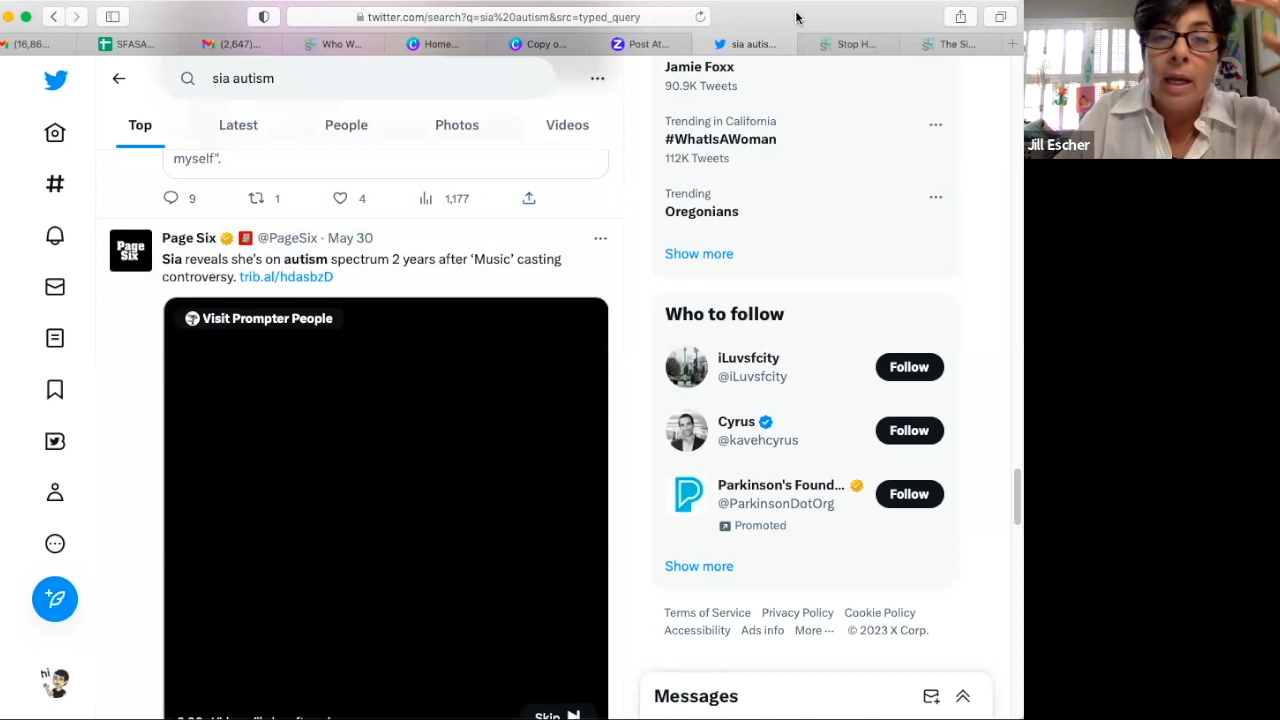 twitter.com/search?q=sia%20autism&src=typed_query
(16,86...
SFASA...
(2,647)...
Who W...
Home...
Copy o...
Post At...
sia autis...
Stop H...
The Si...
sia autism
Top
Latest
People
Photos
Videos
myself".
9
1
4
1,177
Page Six @PageSix · May 30
Page
Six
Sia reveals she's on autism spectrum 2 years after 'Music' casting
controversy. trib.al/hdasbzD
Visit Prompter People
Skip
hi
Jamie Foxx
90.9K Tweets
Trending in California
#WhatIsAWoman
112K Tweets
Trending
Oregonians
Show more
Who to follow
iLuvsfcity
@iLuvsfcity
Follow
Cyrus
@kavehcyrus
Follow
Parkinson's Found...
@ParkinsonDotOrg
Promoted
Follow
Show more
Terms of Service Privacy Policy Cookie Policy
Accessibility Ads info More ··· © 2023 X Corp.
Messages
Jill Escher